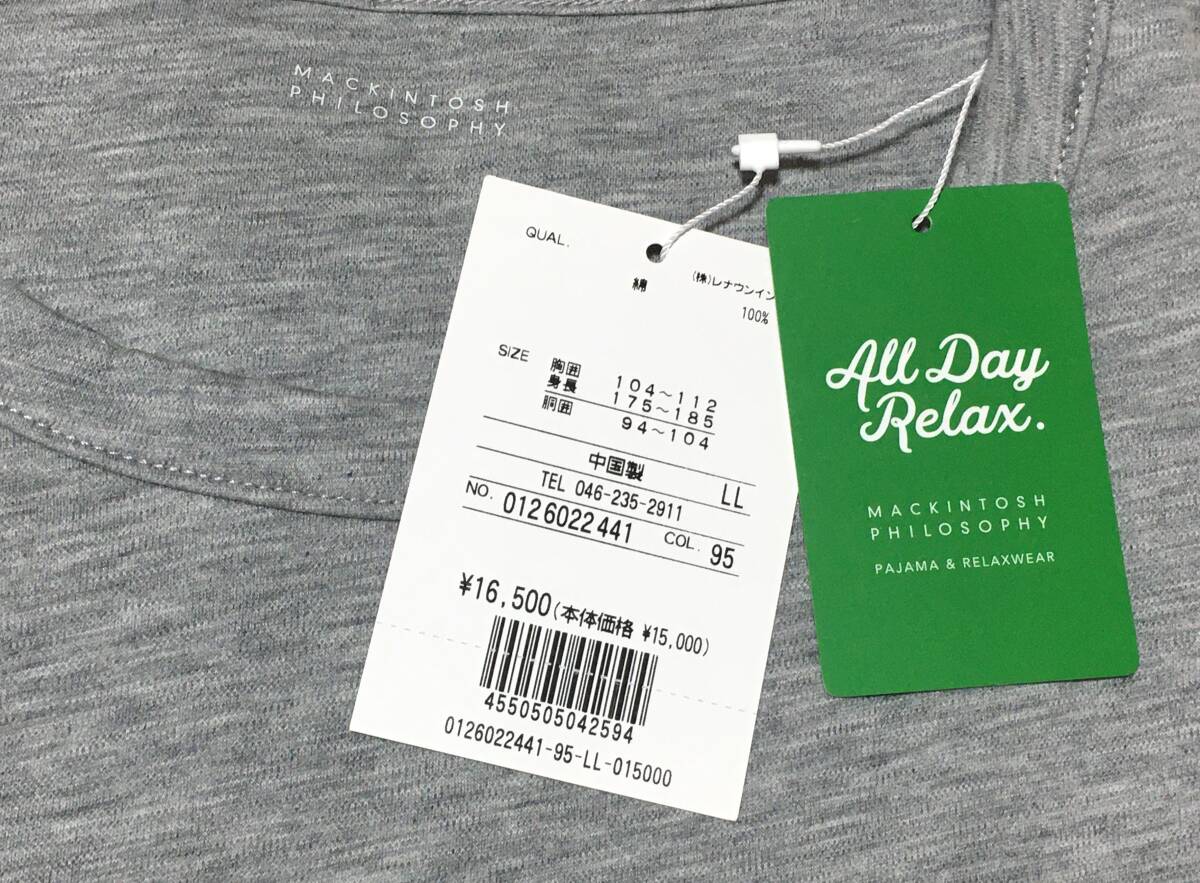 MACKINTOSH
PHILOSOPHY
QUAL.
(株)レナウンイン
綿
100%
SIZE
胸囲 104～112
身長 175～185
胴囲 94～104
中国製 LL
TEL 046-235-2911
NO. 0126022441 COL. 95
¥16,500(本体価格 ¥15,000)
4550505042594
0126022441-95-LL-015000
All Day
Relax.
MACKINTOSH
PHILOSOPHY
PAJAMA & RELAXWEAR